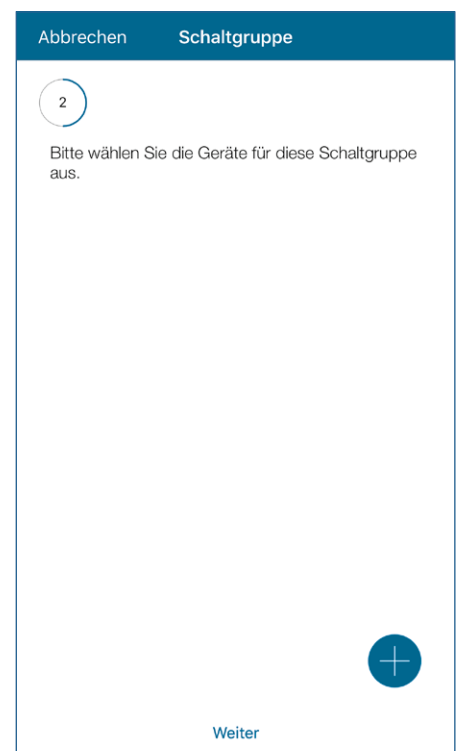 Abbrechen Schaltgruppe
2
Bitte wählen Sie die Geräte für diese Schaltgruppe
aus.
Weiter